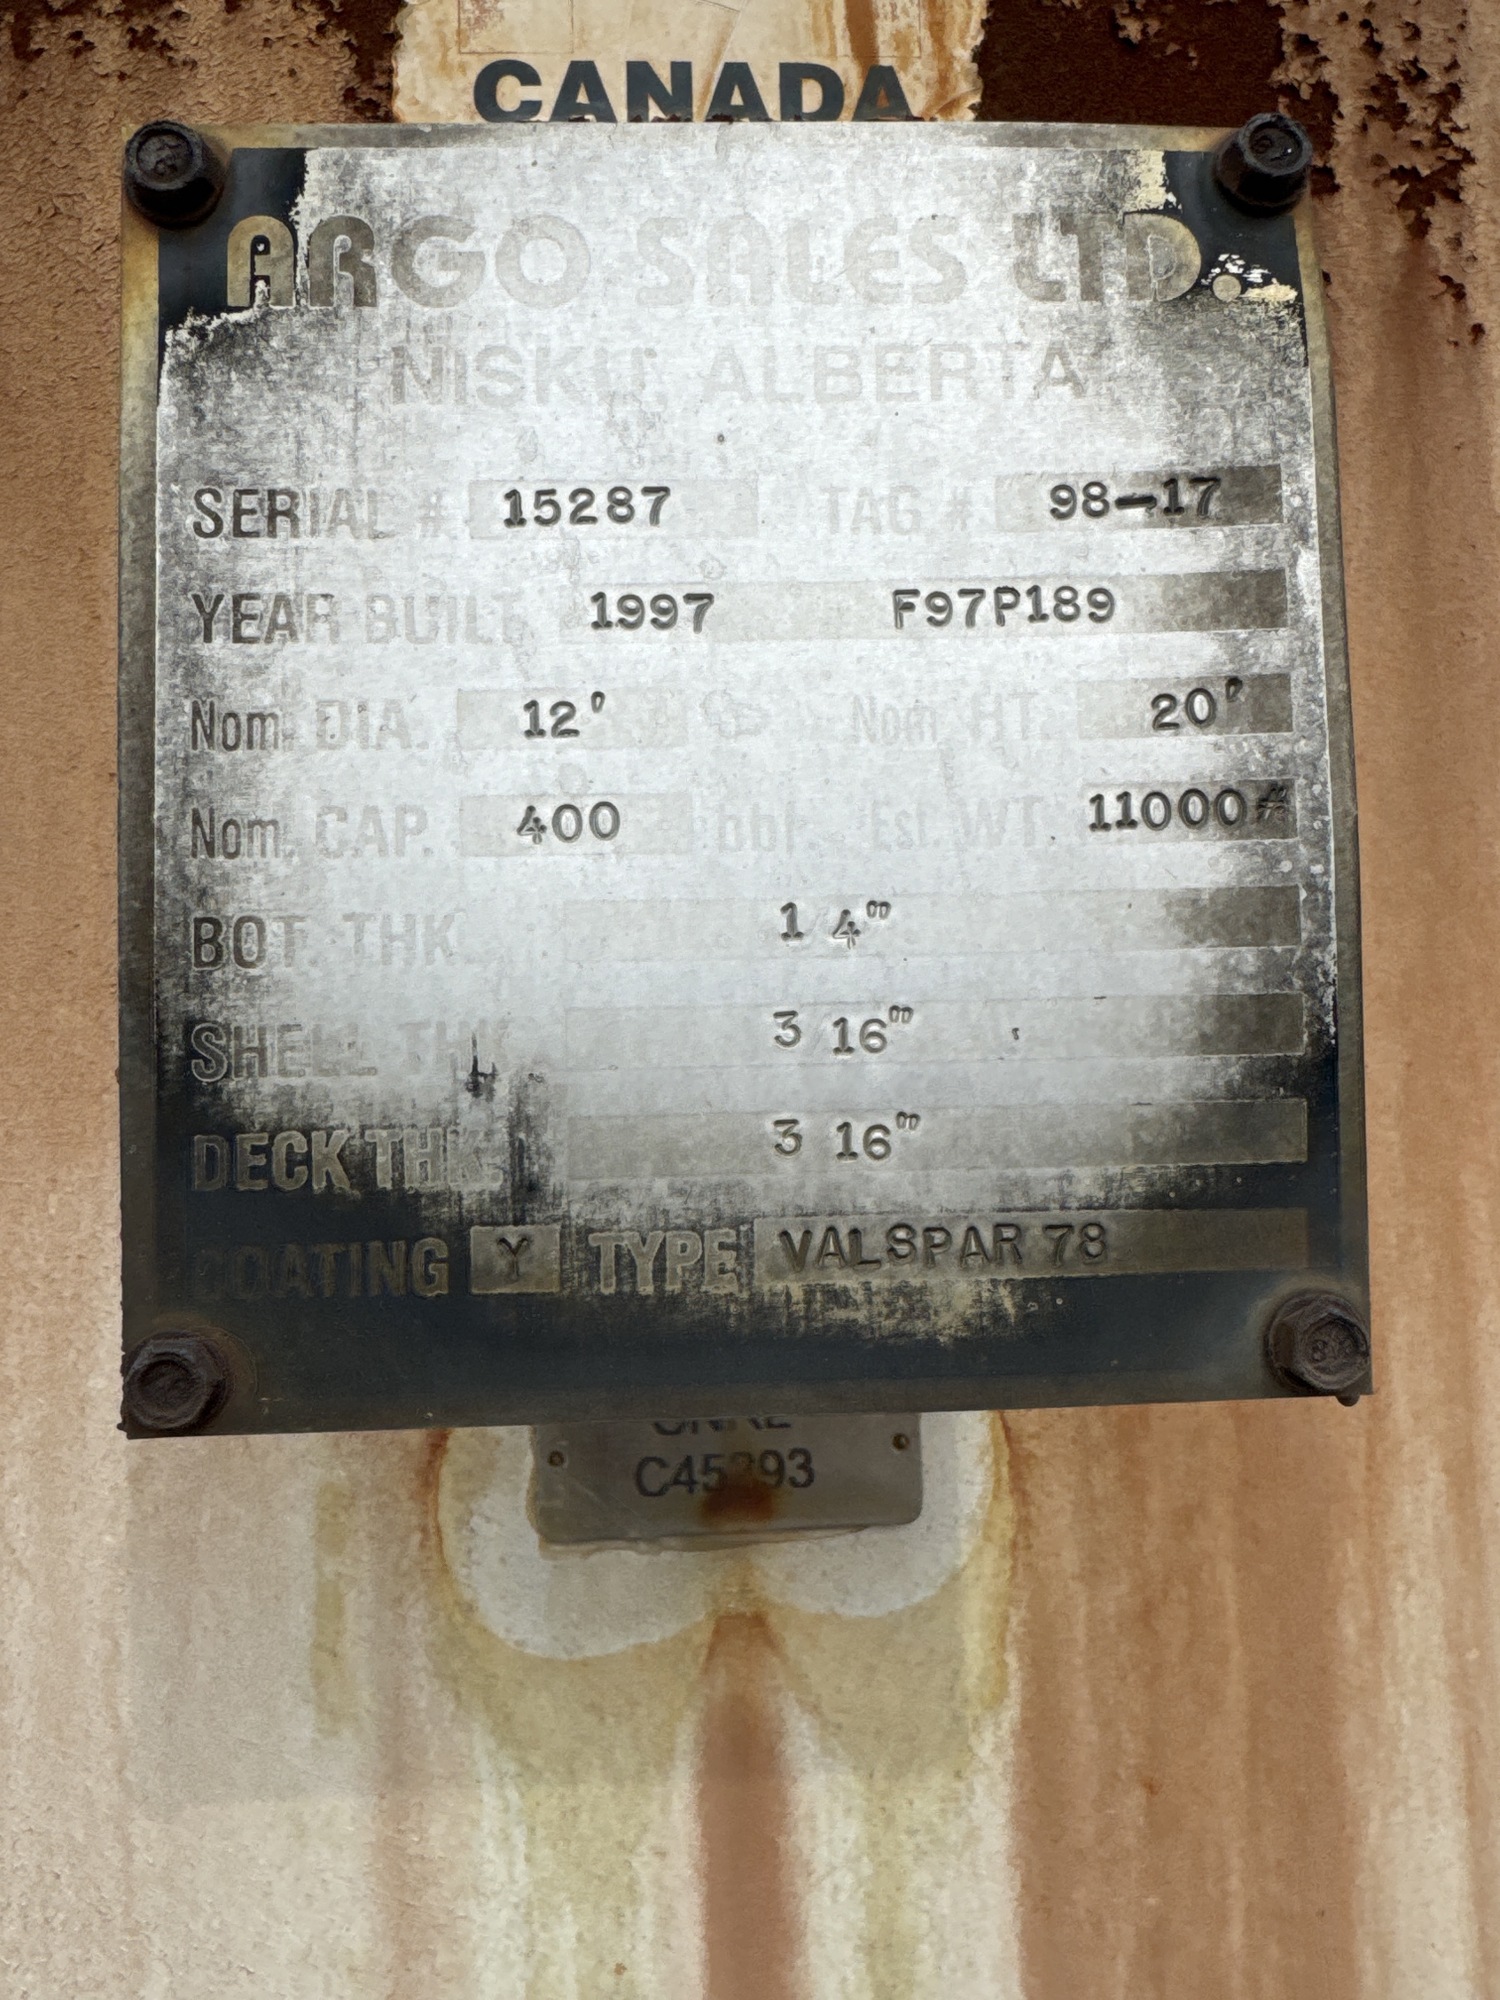 CANADA
ARGO SALES LTD.
NISKU, ALBERTA
SERIAL # 15287 TAG # 98-17
YEAR BUILT 1997 F97P189
Nom. DIA. 12' Nom. HT. 20'
Nom. CAP. 400 bbl. Est. WT. 11000#
BOT. THK. 1 4"
SHELL THK. 3 16"
DECK THK. 3 16"
COATING Y TYPE VALSPAR 78